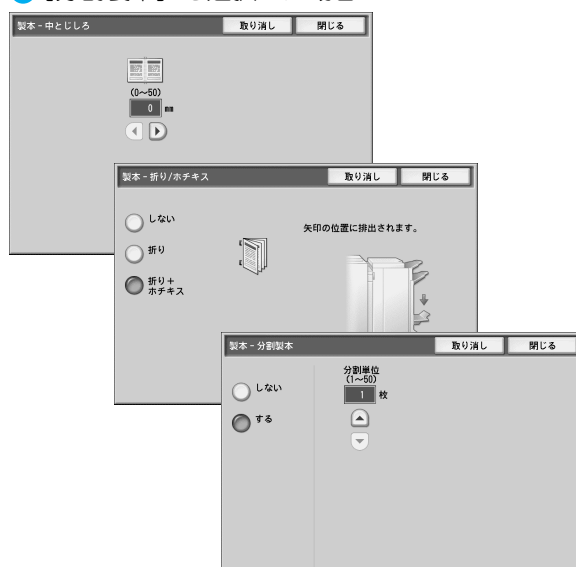 製本 - 中とじしろ 取り消し 閉じる
(0～50)
0 mm
製本 - 折り/ホチキス 取り消し 閉じる
しない
折り
折り+
ホチキス
矢印の位置に排出されます。
製本 - 分割製本 取り消し 閉じる
しない
する
分割単位
(1～50)
1 枚